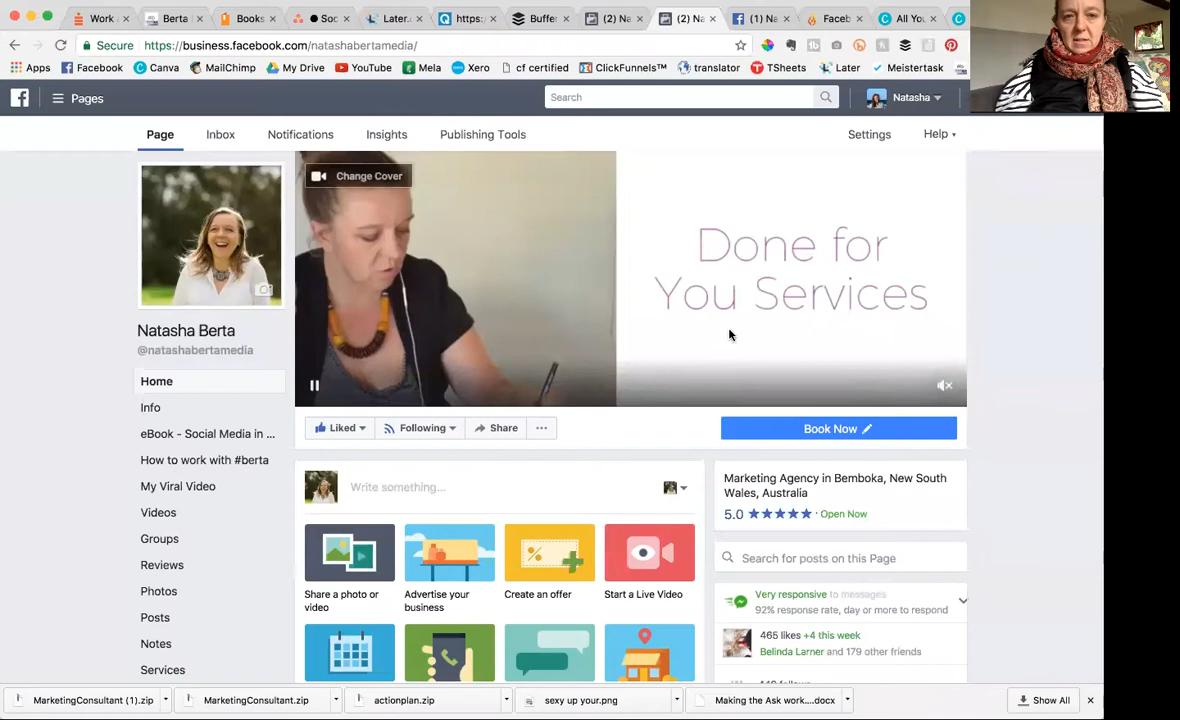 Work
Berta
Books
Soc
Later.c
https:
Buffer
(2) Na
(2) Na
(1) Na
Faceb
All You
Secure
https://business.facebook.com/natashabertamedia/
Apps
Facebook
Canva
MailChimp
My Drive
YouTube
Mela
Xero
cf certified
ClickFunnels™
translator
TSheets
Later
Meistertask
Pages
Search
Natasha
Page
Inbox
Notifications
Insights
Publishing Tools
Settings
Help
Change Cover
Done for
You Services
Natasha Berta
@natashabertamedia
Home
Info
eBook - Social Media in ...
How to work with #berta
My Viral Video
Videos
Groups
Reviews
Photos
Posts
Notes
Services
Liked
Following
Share
Book Now
Write something...
Share a photo or
video
Advertise your
business
Create an offer
Start a Live Video
Marketing Agency in Bemboka, New South
Wales, Australia
5.0 ★★★★★ · Open Now
Search for posts on this Page
Very responsive to messages
92% response rate, day or more to respond
465 likes +4 this week
Belinda Larner and 179 other friends
MarketingConsultant (1).zip
MarketingConsultant.zip
actionplan.zip
sexy up your.png
Making the Ask work....docx
Show All